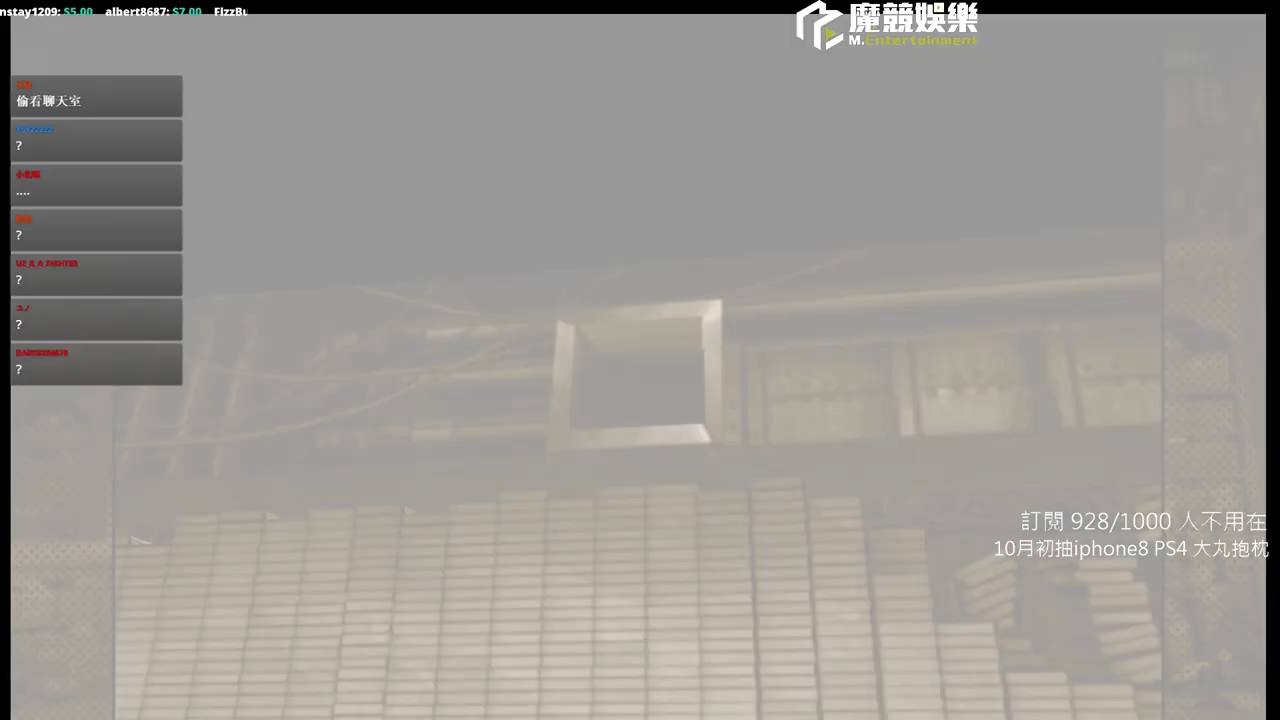 nstay1209: $5.00 albert8687: $7.00 FIzzBu
魔競娛樂
M.Entertainment
偷看聊天室
?
....
?
?
ユノ
?
?
訂閱 928/1000 人不用在
10月初抽iphone8 PS4 大丸抱枕